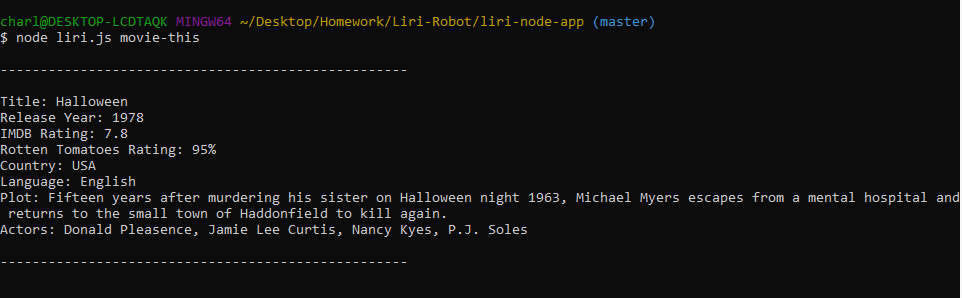 charl@DESKTOP-LCDTAQK MINGW64 ~/Desktop/Homework/Liri-Robot/liri-node-app (master)
$ node liri.js movie-this
---------------------------------------------------
Title: Halloween
Release Year: 1978
IMDB Rating: 7.8
Rotten Tomatoes Rating: 95%
Country: USA
Language: English
Plot: Fifteen years after murdering his sister on Halloween night 1963, Michael Myers escapes from a mental hospital and
returns to the small town of Haddonfield to kill again.
Actors: Donald Pleasence, Jamie Lee Curtis, Nancy Kyes, P.J. Soles
---------------------------------------------------